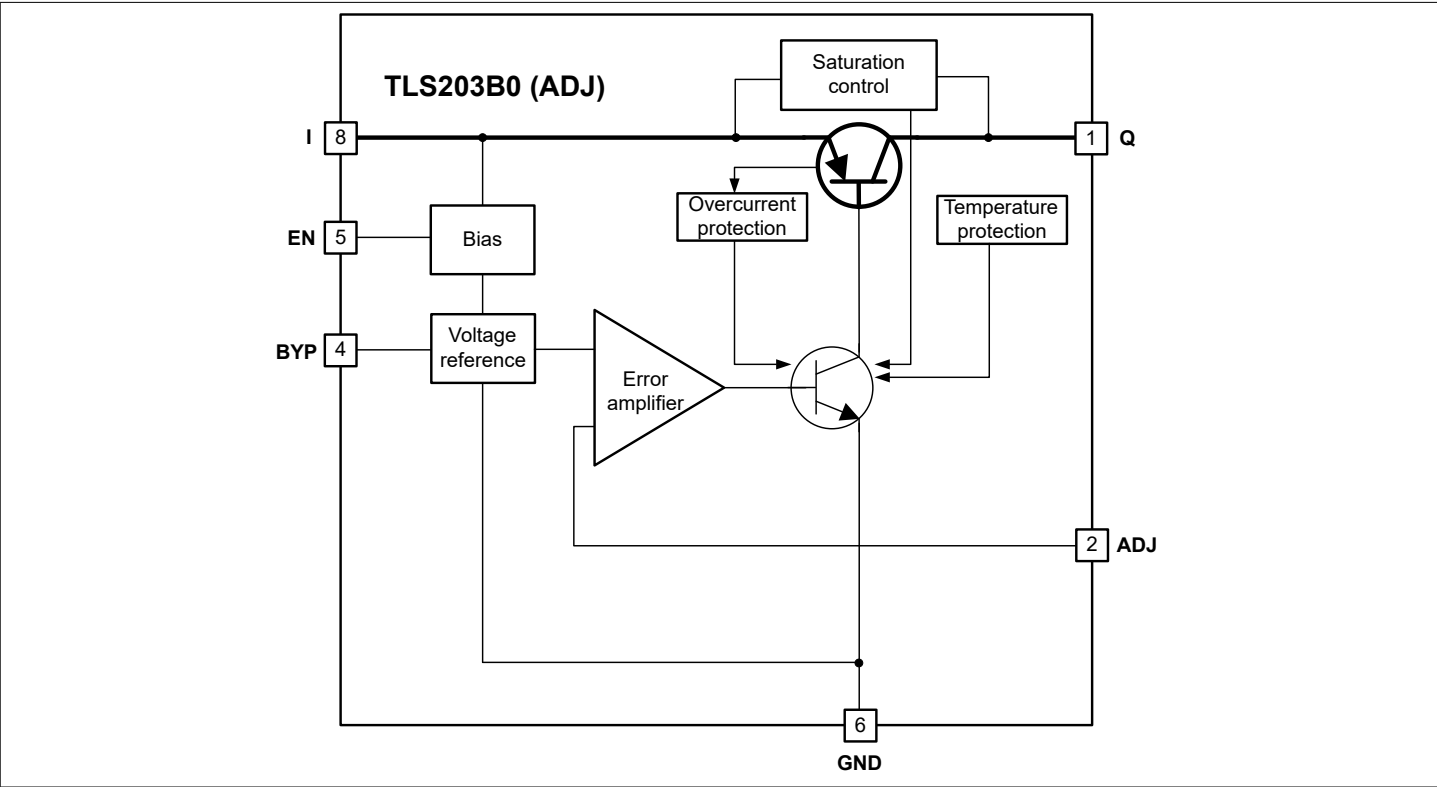 Saturation
control
TLS203B0 (ADJ)
I
8
1
Q
Overcurrent
protection
Temperature
protection
EN
5
Bias
BYP
4
Voltage
reference
Error
amplifier
2
ADJ
6
GND